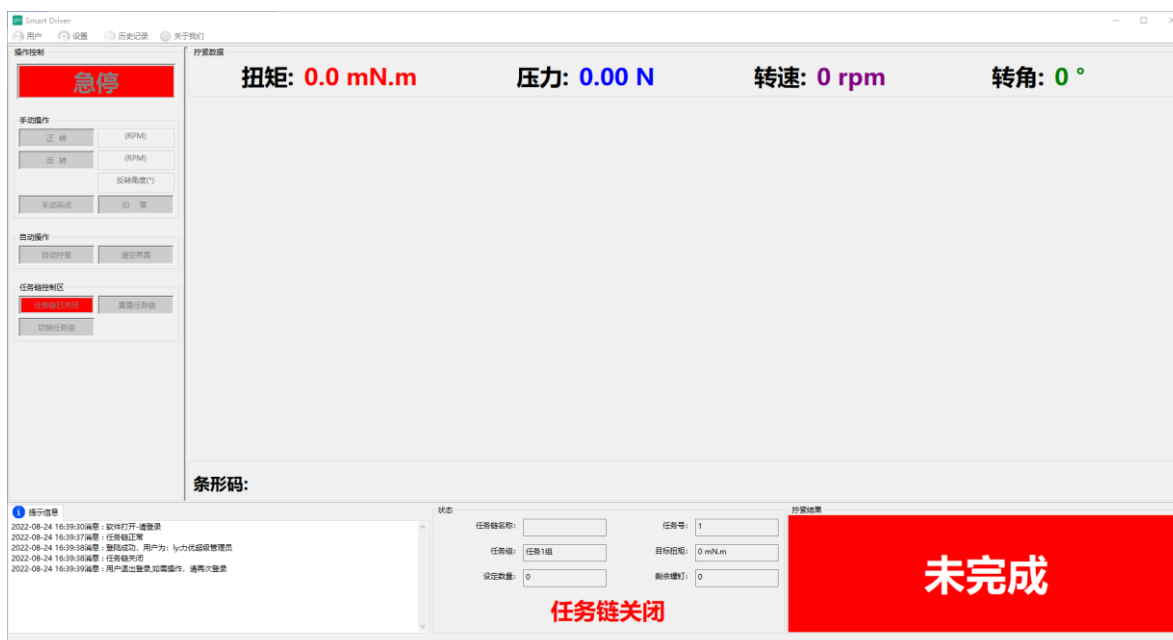 Smart Driver
用户 设置 历史记录 关于我们
操作控制
急停
手动操作
正 转 (RPM)
反 转 (RPM)
反转角度(°)
手动采点 归 零
自动操作
自动拧紧 清空界面
任务链控制区
任务链已关闭 重置任务链
切换任务组
拧紧数据
扭矩: 0.0 mN.m 压力: 0.00 N 转速: 0 rpm 转角: 0 °
条形码:
提示信息
2022-08-24 16:39:30消息：软件打开-请登录
2022-08-24 16:39:37消息：任务链正常
2022-08-24 16:39:38消息：登陆成功，用户为：lyc力优超级管理员
2022-08-24 16:39:38消息：任务链关闭
2022-08-24 16:39:39消息：用户退出登录,如需操作，请再次登录
状态
任务链名称: 任务号: 1
任务组: 任务1组 目标扭矩: 0 mN.m
设定数量: 0 剩余螺钉: 0
任务链关闭
拧紧结果
未完成